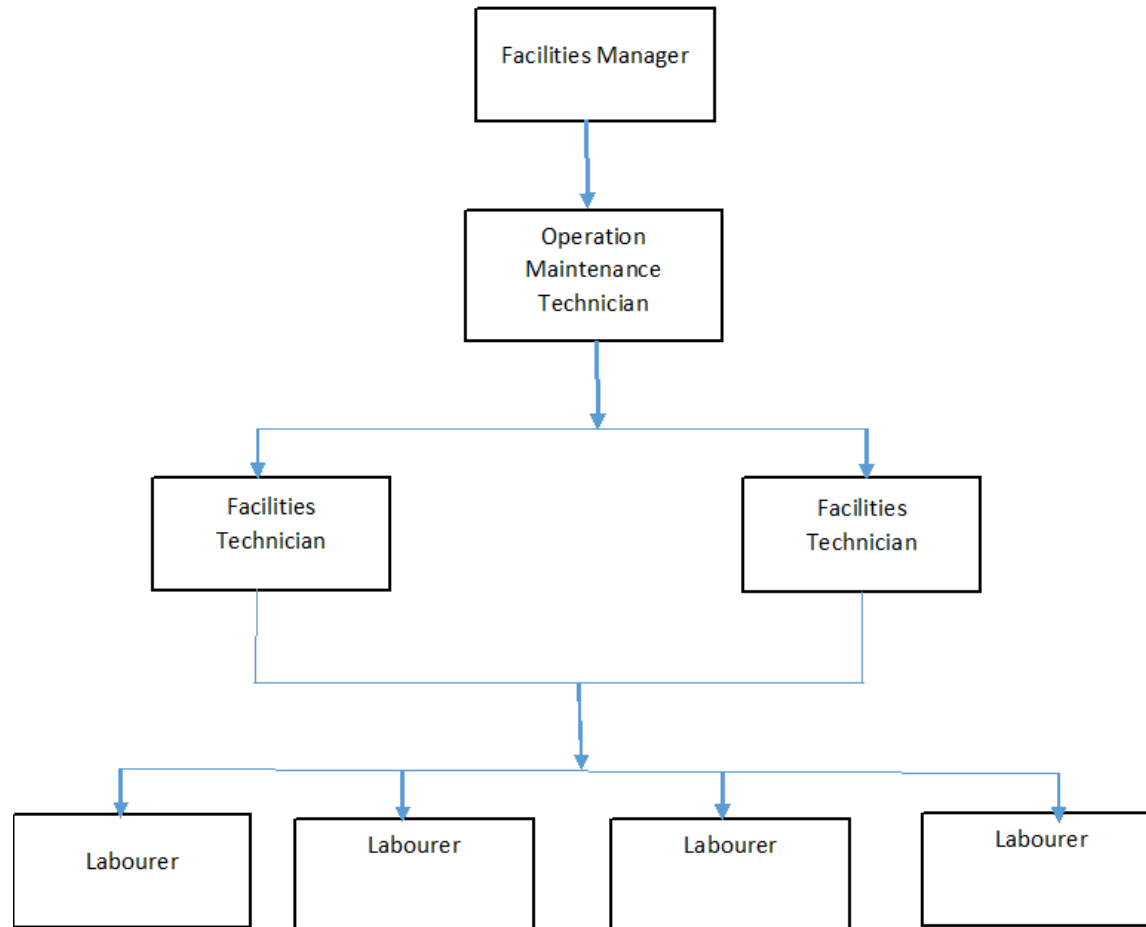 Facilities Manager
Operation
Maintenance
Technician
Facilities
Technician
Facilities
Technician
Labourer
Labourer
Labourer
Labourer